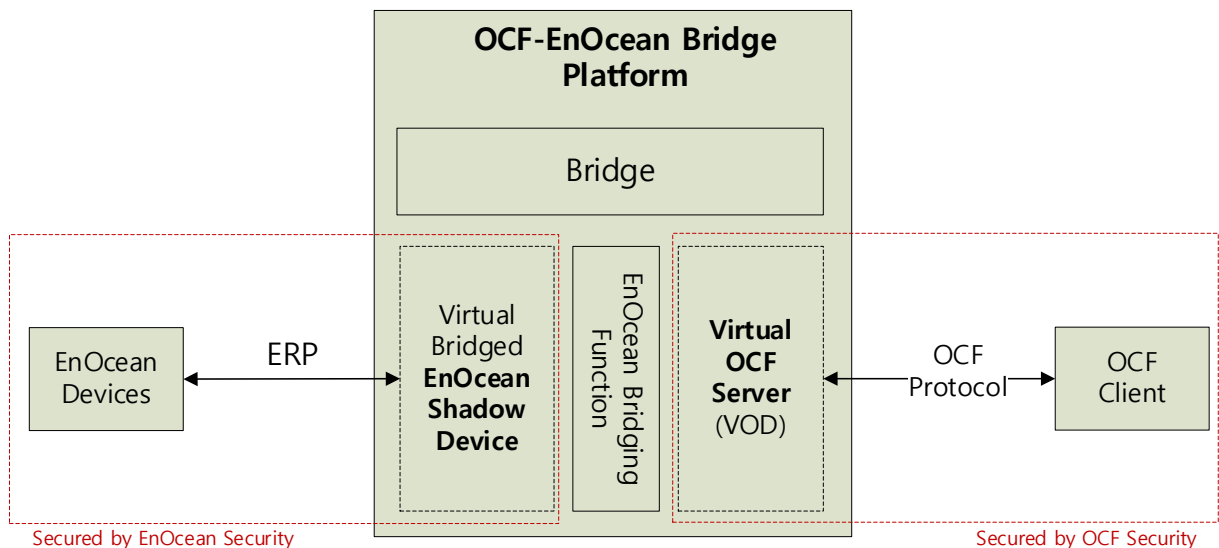 OCF-EnOcean Bridge
Platform
Bridge
EnOcean
Devices
ERP
Virtual
Bridged
EnOcean
Shadow
Device
EnOcean Bridging
Function
Virtual
OCF
Server
(VOD)
OCF
Protocol
OCF
Client
Secured by EnOcean Security
Secured by OCF Security